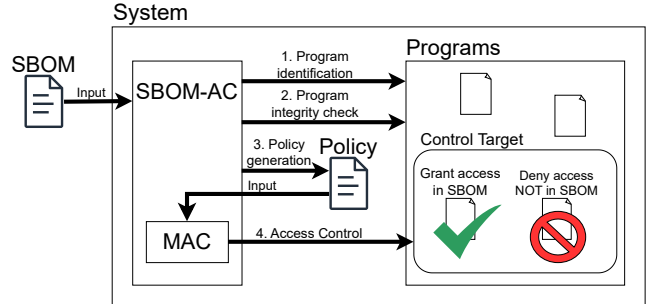 System
SBOM
Input
SBOM-AC
1. Program
identification
2. Program
integrity check
3. Policy
generation
Policy
Input
MAC
4. Access Control
Programs
Control Target
Grant access
in SBOM
Deny access
NOT in SBOM